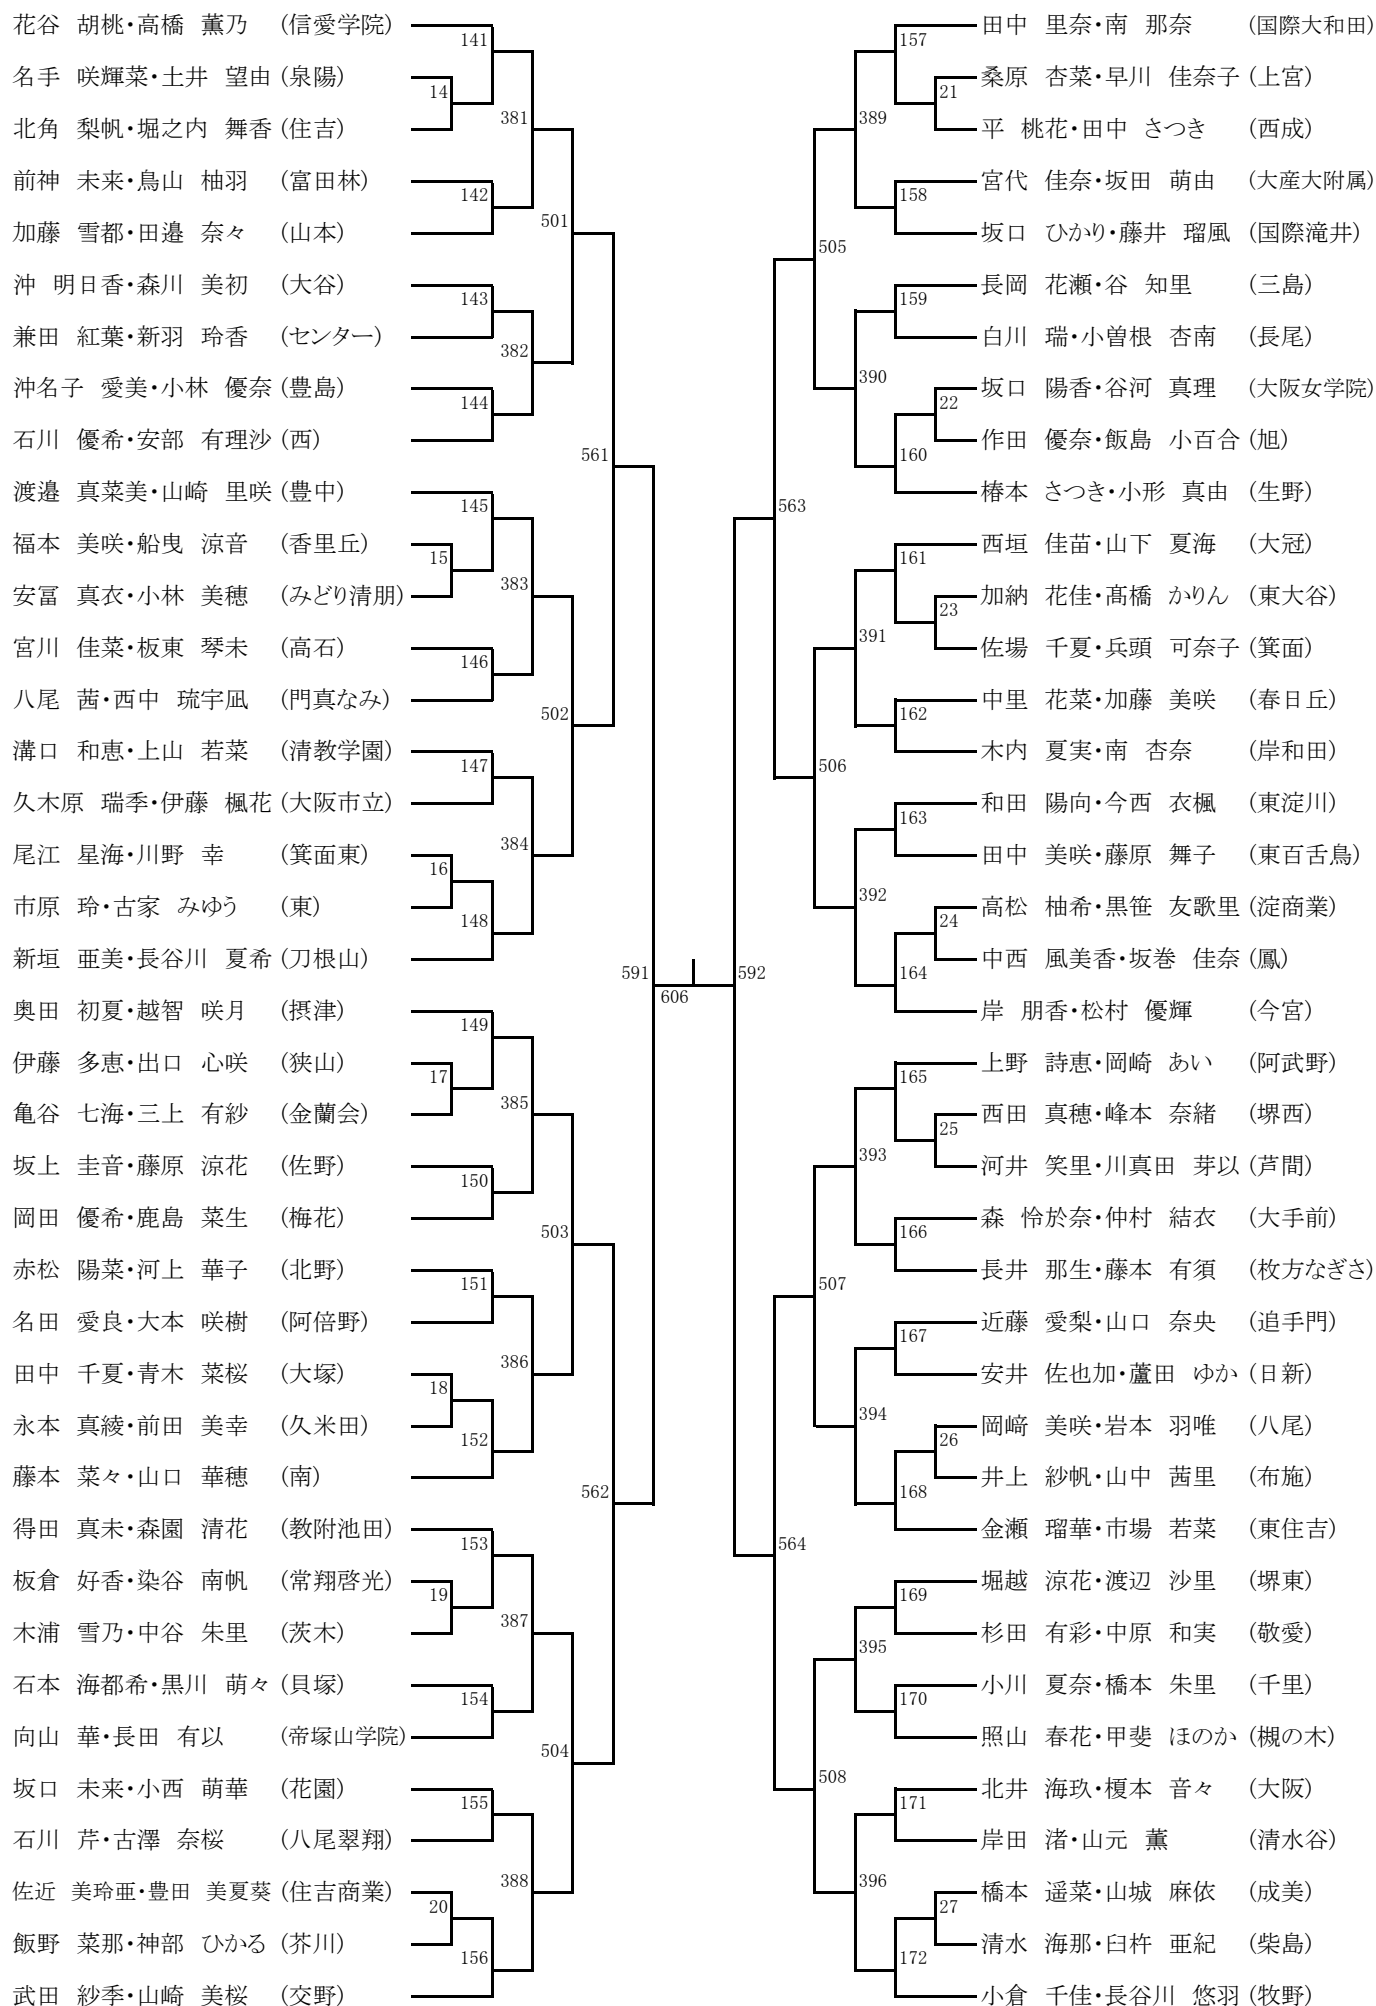 花谷 胡桃・高橋 薫乃 (信愛学院)
141
名手 咲輝菜・土井 望由 (泉陽)
14
北角 梨帆・堀之内 舞香 (住吉)
381
前神 未来・鳥山 柚羽 (富田林)
142
加藤 雪都・田邉 奈々 (山本)
501
沖 明日香・森川 美初 (大谷)
143
兼田 紅葉・新羽 玲香 (センター)
382
沖名子 愛美・小林 優奈 (豊島)
144
石川 優希・安部 有理沙 (西)
561
渡邉 真菜美・山崎 里咲 (豊中)
145
福本 美咲・船曳 涼音 (香里丘)
15
安冨 真衣・小林 美穂 (みどり清朋)
383
宮川 佳菜・板東 琴未 (高石)
146
八尾 茜・西中 琉宇凪 (門真なみ)
502
溝口 和恵・上山 若菜 (清教学園)
147
久木原 瑞季・伊藤 楓花 (大阪市立)
384
尾江 星海・川野 幸 (箕面東)
16
市原 玲・古家 みゆう (東)
148
新垣 亜美・長谷川 夏希 (刀根山)
591
606
奥田 初夏・越智 咲月 (摂津)
149
伊藤 多恵・出口 心咲 (狭山)
17
亀谷 七海・三上 有紗 (金蘭会)
385
坂上 圭音・藤原 涼花 (佐野)
150
岡田 優希・鹿島 菜生 (梅花)
503
赤松 陽菜・河上 華子 (北野)
151
名田 愛良・大本 咲樹 (阿倍野)
386
田中 千夏・青木 菜桜 (大塚)
18
永本 真綾・前田 美幸 (久米田)
152
藤本 菜々・山口 華穂 (南)
562
得田 真未・森園 清花 (教附池田)
153
板倉 好香・染谷 南帆 (常翔啓光)
19
木浦 雪乃・中谷 朱里 (茨木)
387
石本 海都希・黒川 萌々 (貝塚)
154
向山 華・長田 有以 (帝塚山学院)
504
坂口 未来・小西 萌華 (花園)
155
石川 芹・古澤 奈桜 (八尾翠翔)
388
佐近 美玲亜・豊田 美夏葵 (住吉商業)
20
飯野 菜那・神部 ひかる (芥川)
156
武田 紗季・山崎 美桜 (交野)
田中 里奈・南 那奈 (国際大和田)
157
桑原 杏菜・早川 佳奈子 (上宮)
21
平 桃花・田中 さつき (西成)
389
宮代 佳奈・坂田 萌由 (大産大附属)
158
坂口 ひかり・藤井 瑠風 (国際滝井)
505
長岡 花瀬・谷 知里 (三島)
159
白川 瑞・小曽根 杏南 (長尾)
390
坂口 陽香・谷河 真理 (大阪女学院)
22
作田 優奈・飯島 小百合 (旭)
160
椿本 さつき・小形 真由 (生野)
563
西垣 佳苗・山下 夏海 (大冠)
161
加納 花佳・髙橋 かりん (東大谷)
23
佐場 千夏・兵頭 可奈子 (箕面)
391
中里 花菜・加藤 美咲 (春日丘)
162
木内 夏実・南 杏奈 (岸和田)
506
和田 陽向・今西 衣楓 (東淀川)
163
田中 美咲・藤原 舞子 (東百舌鳥)
392
高松 柚希・黒笹 友歌里 (淀商業)
24
中西 風美香・坂巻 佳奈 (鳳)
164
岸 朋香・松村 優輝 (今宮)
592
上野 詩恵・岡崎 あい (阿武野)
165
西田 真穂・峰本 奈緒 (堺西)
25
河井 笑里・川真田 芽以 (芦間)
393
森 怜於奈・仲村 結衣 (大手前)
166
長井 那生・藤本 有須 (枚方なぎさ)
507
近藤 愛梨・山口 奈央 (追手門)
167
安井 佐也加・蘆田 ゆか (日新)
394
岡﨑 美咲・岩本 羽唯 (八尾)
26
井上 紗帆・山中 茜里 (布施)
168
金瀬 瑠華・市場 若菜 (東住吉)
564
堀越 涼花・渡辺 沙里 (堺東)
169
杉田 有彩・中原 和実 (敬愛)
395
小川 夏奈・橋本 朱里 (千里)
170
照山 春花・甲斐 ほのか (槻の木)
508
北井 海玖・榎本 音々 (大阪)
171
岸田 渚・山元 薫 (清水谷)
396
橋本 遥菜・山城 麻依 (成美)
27
清水 海那・臼杵 亜紀 (柴島)
172
小倉 千佳・長谷川 悠羽 (牧野)